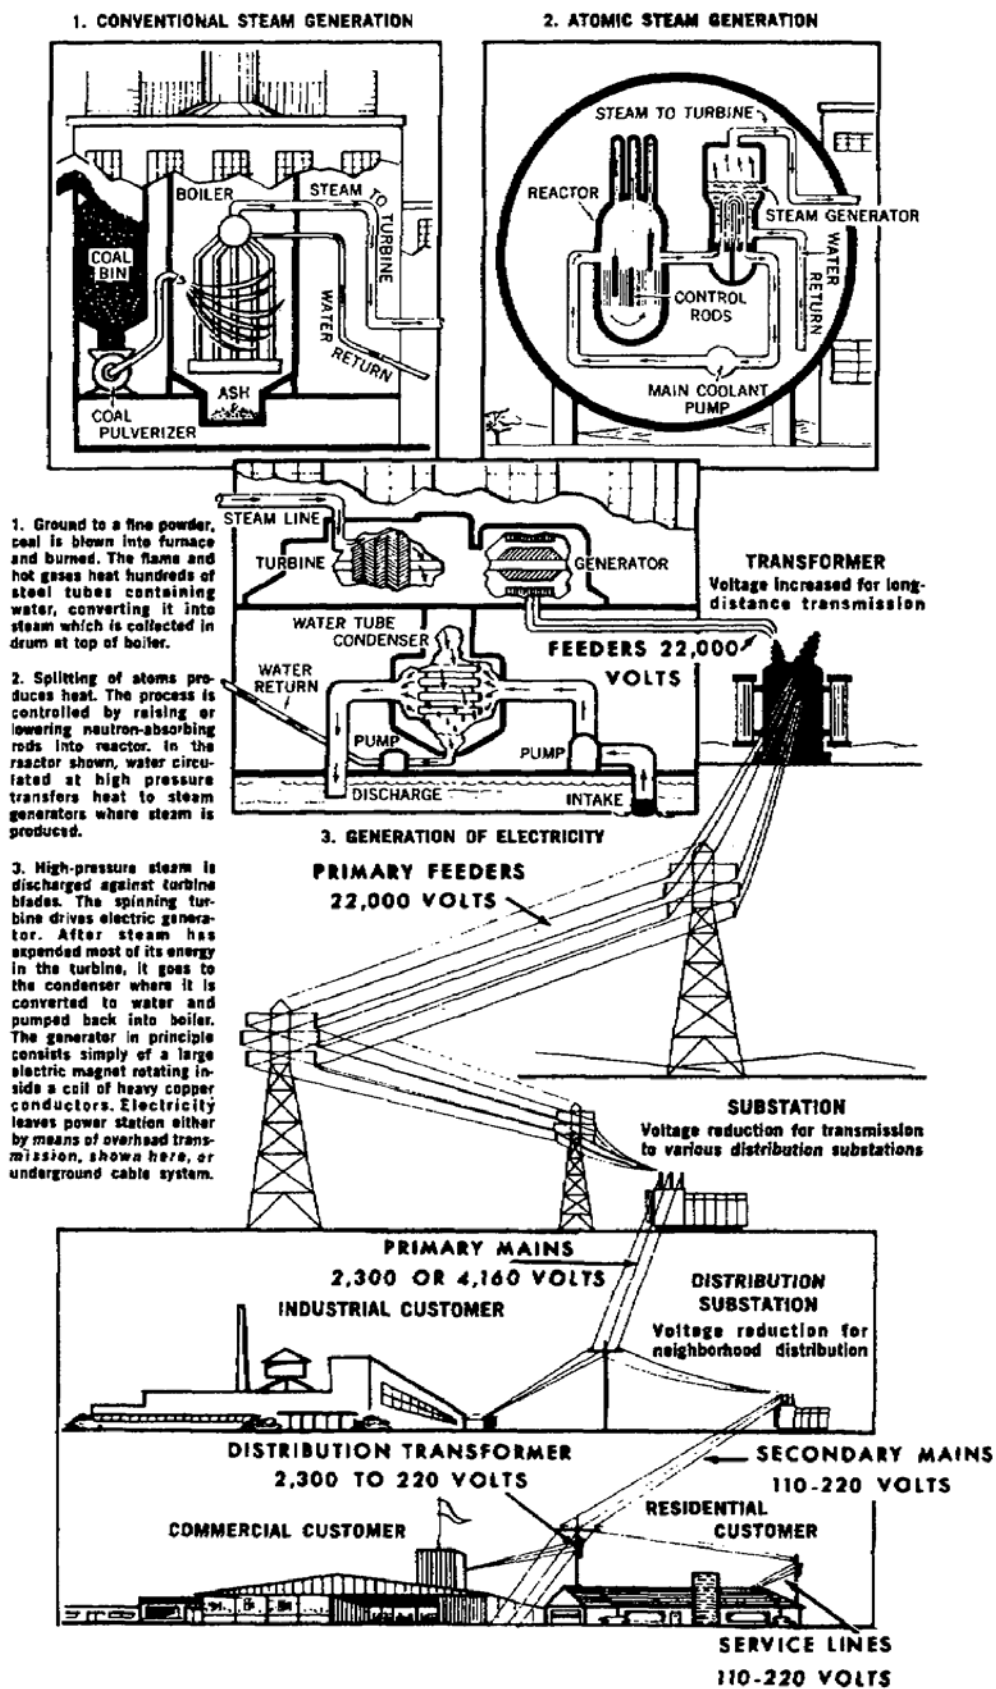 1. CONVENTIONAL STEAM GENERATION
2. ATOMIC STEAM GENERATION
BOILER
STEAM
TO TURBINE
COAL
BIN
WATER
RETURN
ASH
COAL
PULVERIZER
STEAM TO TURBINE
REACTOR
STEAM GENERATOR
WATER
RETURN
CONTROL
RODS
MAIN COOLANT
PUMP
1. Ground to a fine powder,
coal is blown into furnace
and burned. The flame and
hot gases heat hundreds of
steel tubes containing
water, converting it into
steam which is collected in
drum at top of boiler.
2. Splitting of atoms pro-
duces heat. The process is
controlled by raising or
lowering neutron-absorbing
rods into reactor. In the
reactor shown, water circu-
lated at high pressure
transfers heat to steam
generators where steam is
produced.
3. High-pressure steam is
discharged against turbine
blades. The spinning tur-
bine drives electric genera-
tor. After steam has
expended most of its energy
in the turbine, it goes to
the condenser where it is
converted to water and
pumped back into boiler.
The generator in principle
consists simply of a large
electric magnet rotating in-
side a coil of heavy copper
conductors. Electricity
leaves power station either
by means of overhead trans-
mission, shown here, or
underground cable system.
STEAM LINE
TURBINE
GENERATOR
WATER TUBE
CONDENSER
WATER
RETURN
PUMP
PUMP
DISCHARGE
INTAKE
3. GENERATION OF ELECTRICITY
TRANSFORMER
Voltage increased for long-
distance transmission
FEEDERS 22,000
VOLTS
PRIMARY FEEDERS
22,000 VOLTS
SUBSTATION
Voltage reduction for transmission
to various distribution substations
PRIMARY MAINS
2,300 OR 4,160 VOLTS
INDUSTRIAL CUSTOMER
DISTRIBUTION
SUBSTATION
Voltage reduction for
neighborhood distribution
DISTRIBUTION TRANSFORMER
2,300 TO 220 VOLTS
SECONDARY MAINS
110-220 VOLTS
COMMERCIAL CUSTOMER
RESIDENTIAL
CUSTOMER
SERVICE LINES
110-220 VOLTS